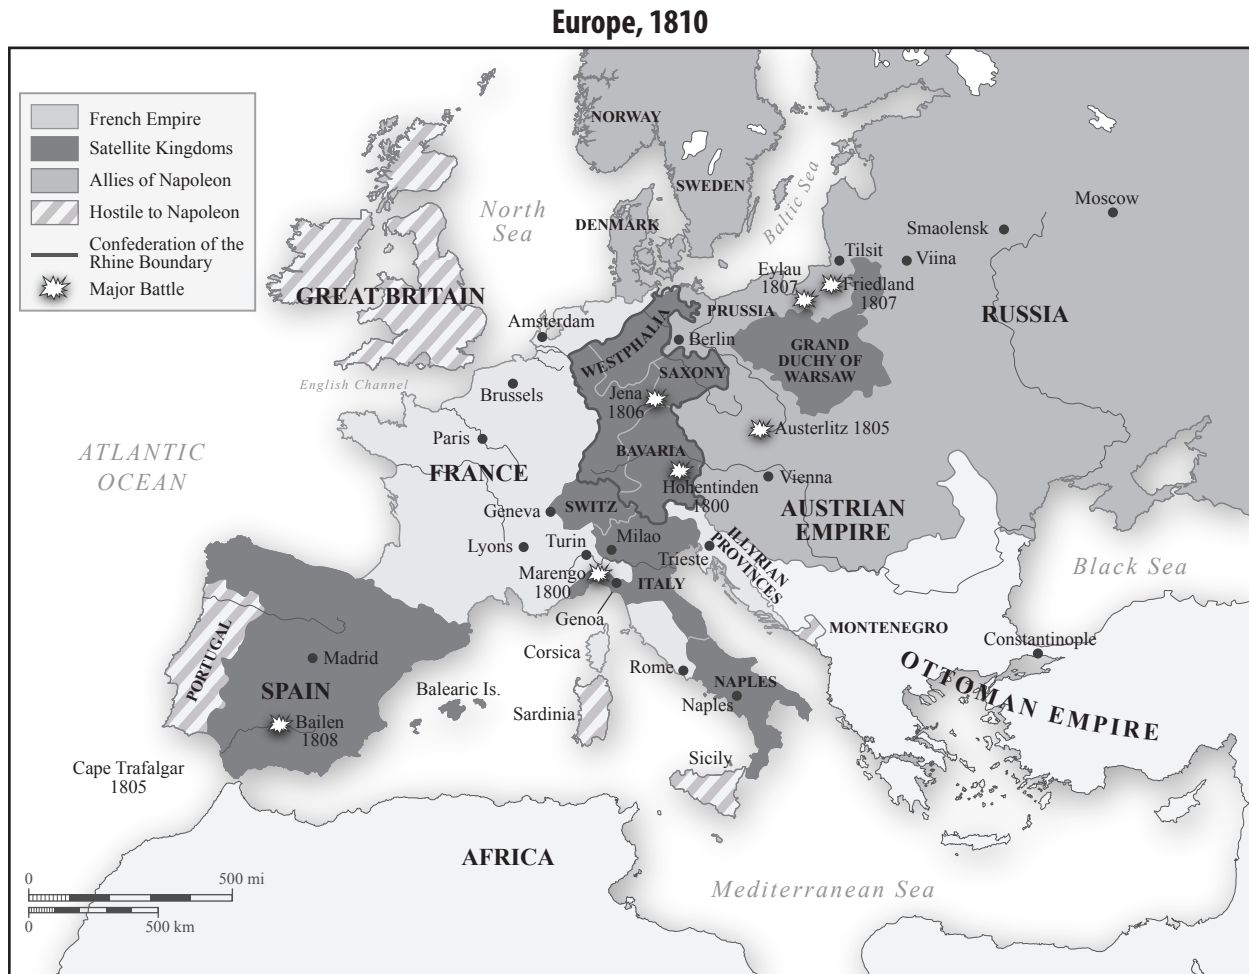 Europe, 1810
French Empire
Satellite Kingdoms
Allies of Napoleon
Hostile to Napoleon
Confederation of the
Rhine Boundary
Major Battle
NORWAY
SWEDEN
DENMARK
North
Sea
Baltic Sea
Moscow
Smaolensk
Tilsit
Viina
Eylau
1807
Friedland
1807
RUSSIA
GREAT BRITAIN
PRUSSIA
Amsterdam
WESTPHALIA
Berlin
GRAND
DUCHY OF
WARSAW
SAXONY
English Channel
Brussels
Jena
1806
Austerlitz 1805
Paris
ATLANTIC
OCEAN
FRANCE
BAVARIA
Hohentinden
1800
Vienna
Geneva
SWITZ
AUSTRIAN
EMPIRE
Lyons
Turin
Milao
Trieste
ILLYRIAN
PROVINCES
Black Sea
Marengo
1800
ITALY
Genoa
MONTENEGRO
Constantinople
PORTUGAL
Corsica
Madrid
Rome
OTTOMAN EMPIRE
SPAIN
Balearic Is.
NAPLES
Naples
Sardinia
Bailen
1808
Sicily
Cape Trafalgar
1805
AFRICA
Mediterranean Sea
0 500 mi
0 500 km